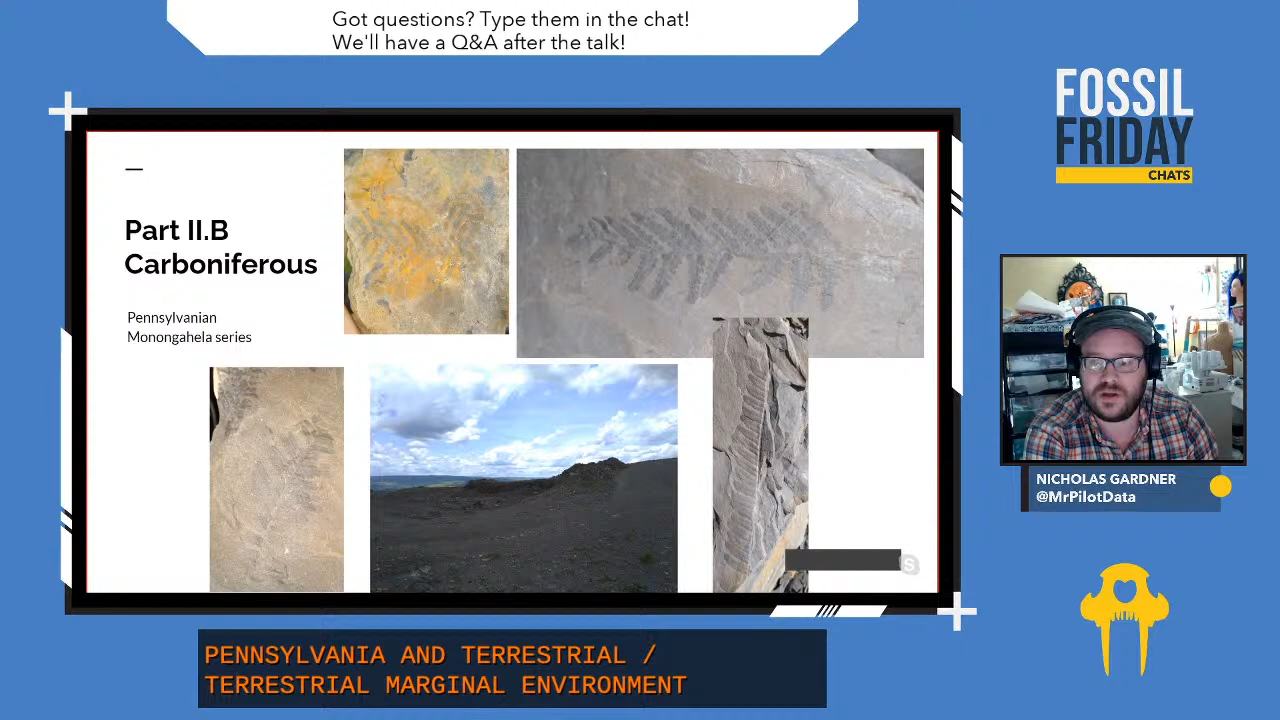 Got questions? Type them in the chat!
We'll have a Q&A after the talk!
FOSSIL
FRIDAY
CHATS
Part II.B
Carboniferous
Pennsylvanian
Monongahela series
NICHOLAS GARDNER
@MrPilotData
S
PENNSYLVANIA AND TERRESTRIAL /
TERRESTRIAL MARGINAL ENVIRONMENT